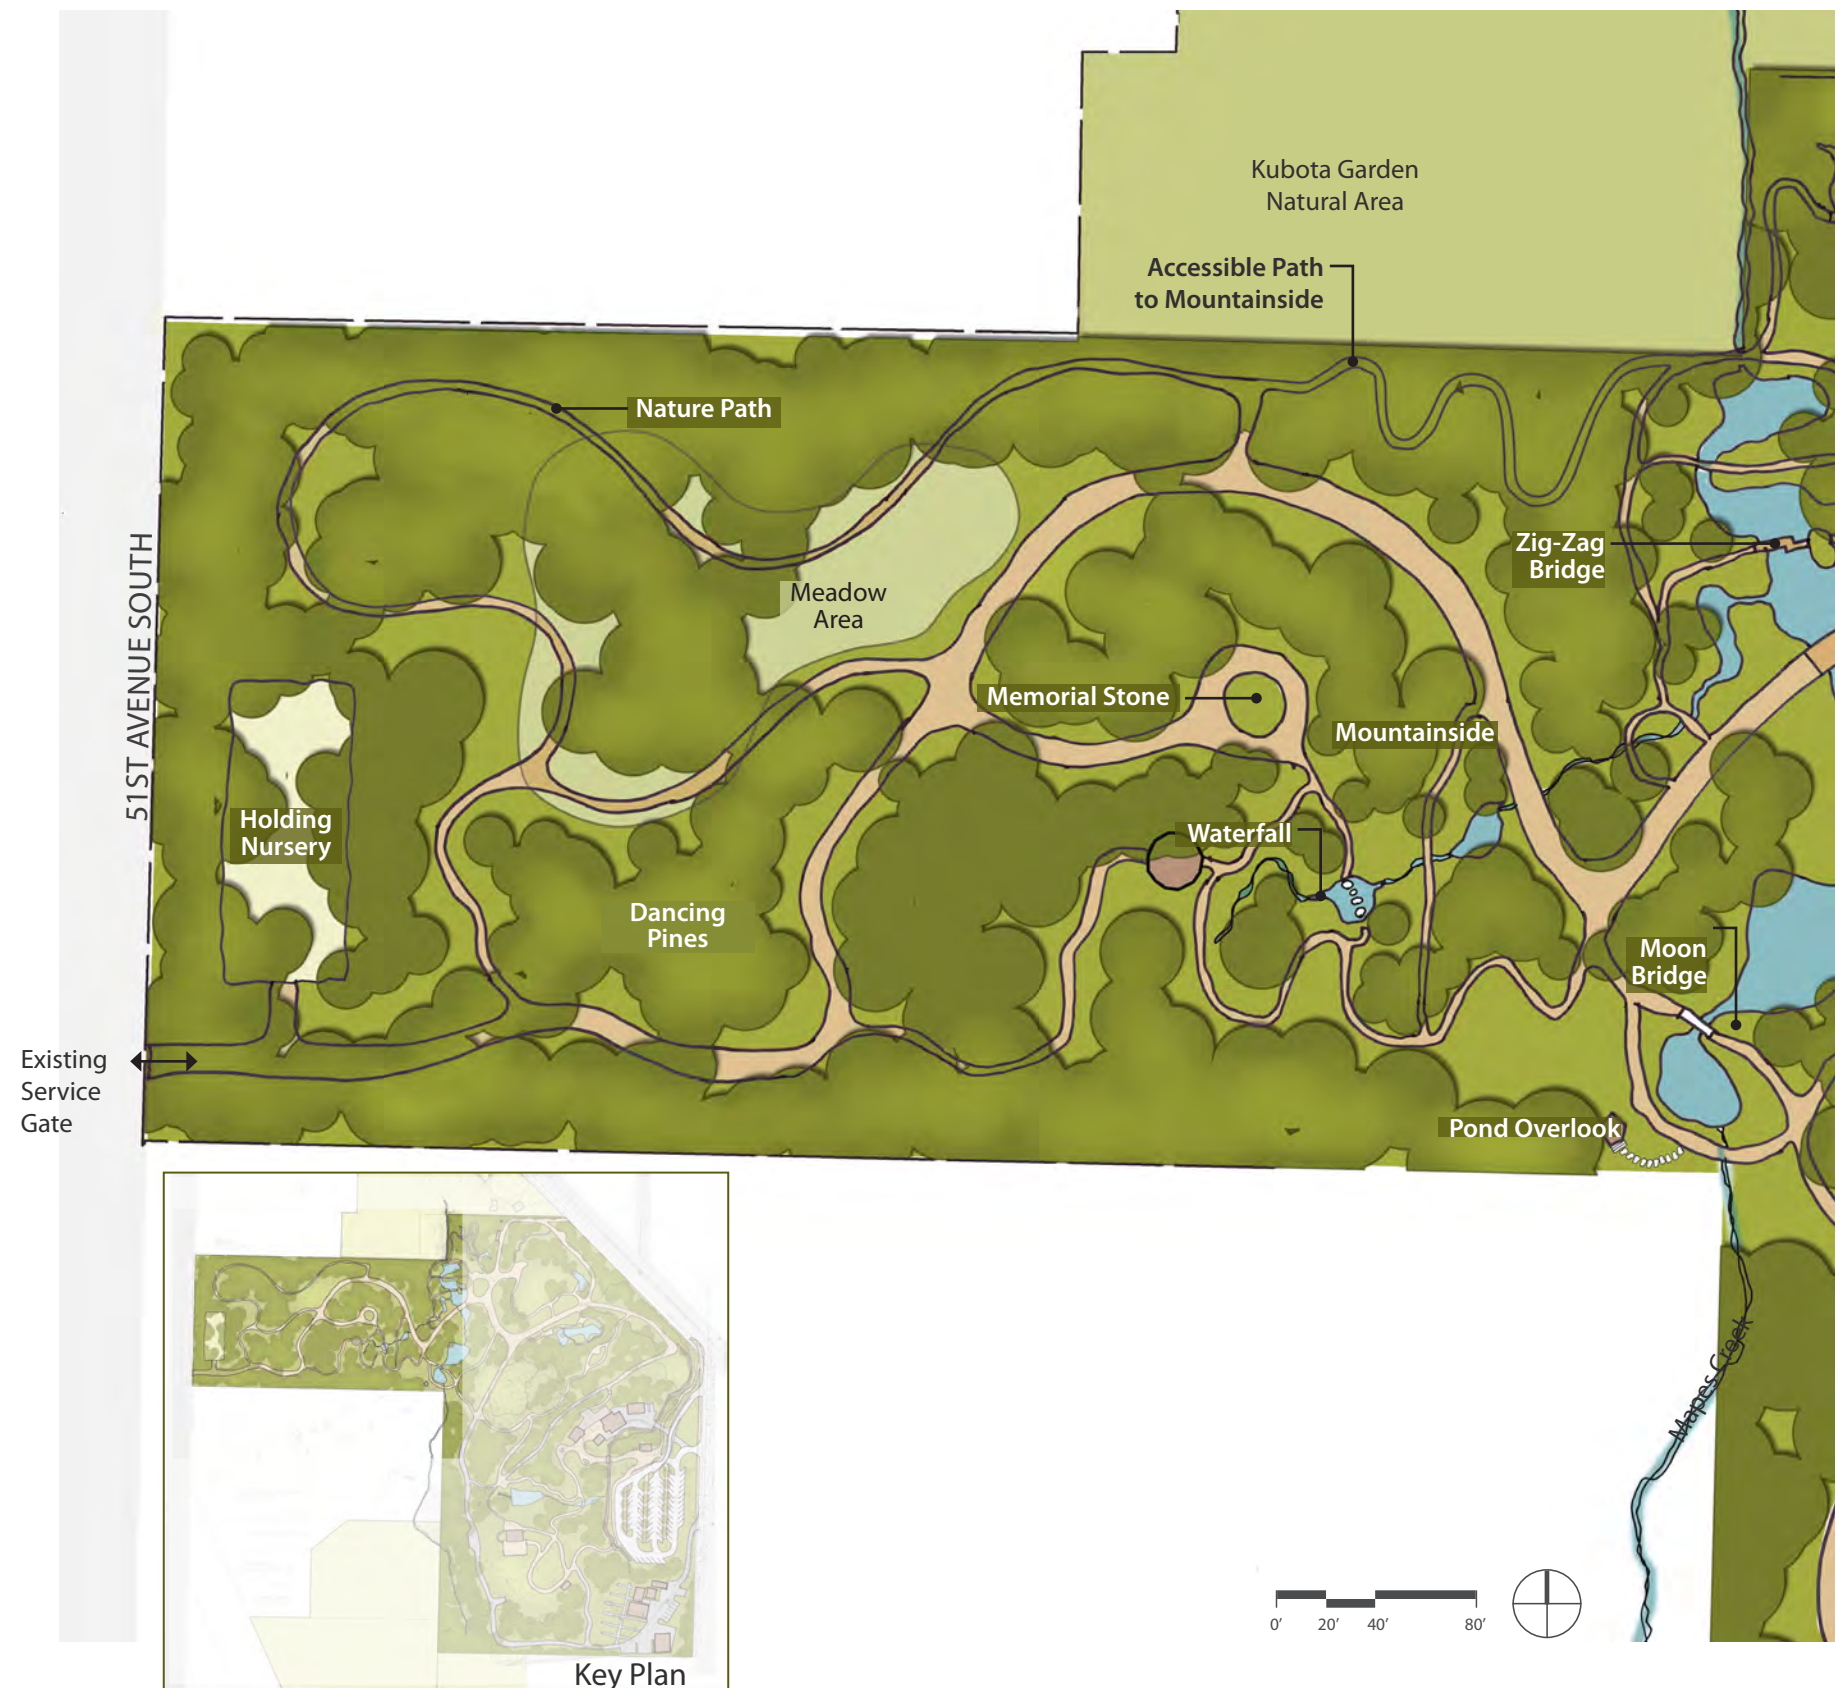 Kubota Garden
Natural Area
Accessible Path
to Mountainside
Nature Path
Zig-Zag
Bridge
Meadow
Area
51ST AVENUE SOUTH
Memorial Stone
Mountainside
Holding
Nursery
Waterfall
Dancing
Pines
Moon
Bridge
Existing
Service
Gate
Pond Overlook
Mapes Creek
0' 20' 40' 80'
Key Plan